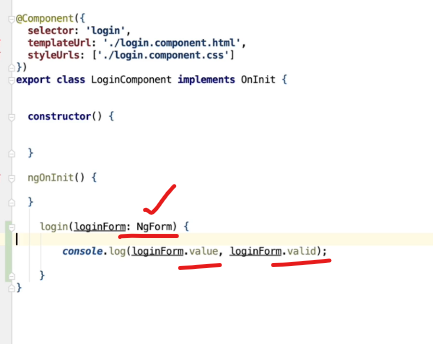 @Component({
selector: 'login',
templateUrl: './login.component.html',
styleUrls: ['./login.component.css']
})
export class LoginComponent implements OnInit {
constructor() {
}
ngOnInit() {
}
login(loginForm: NgForm) {
console.log(loginForm.value, loginForm.valid);
}
}